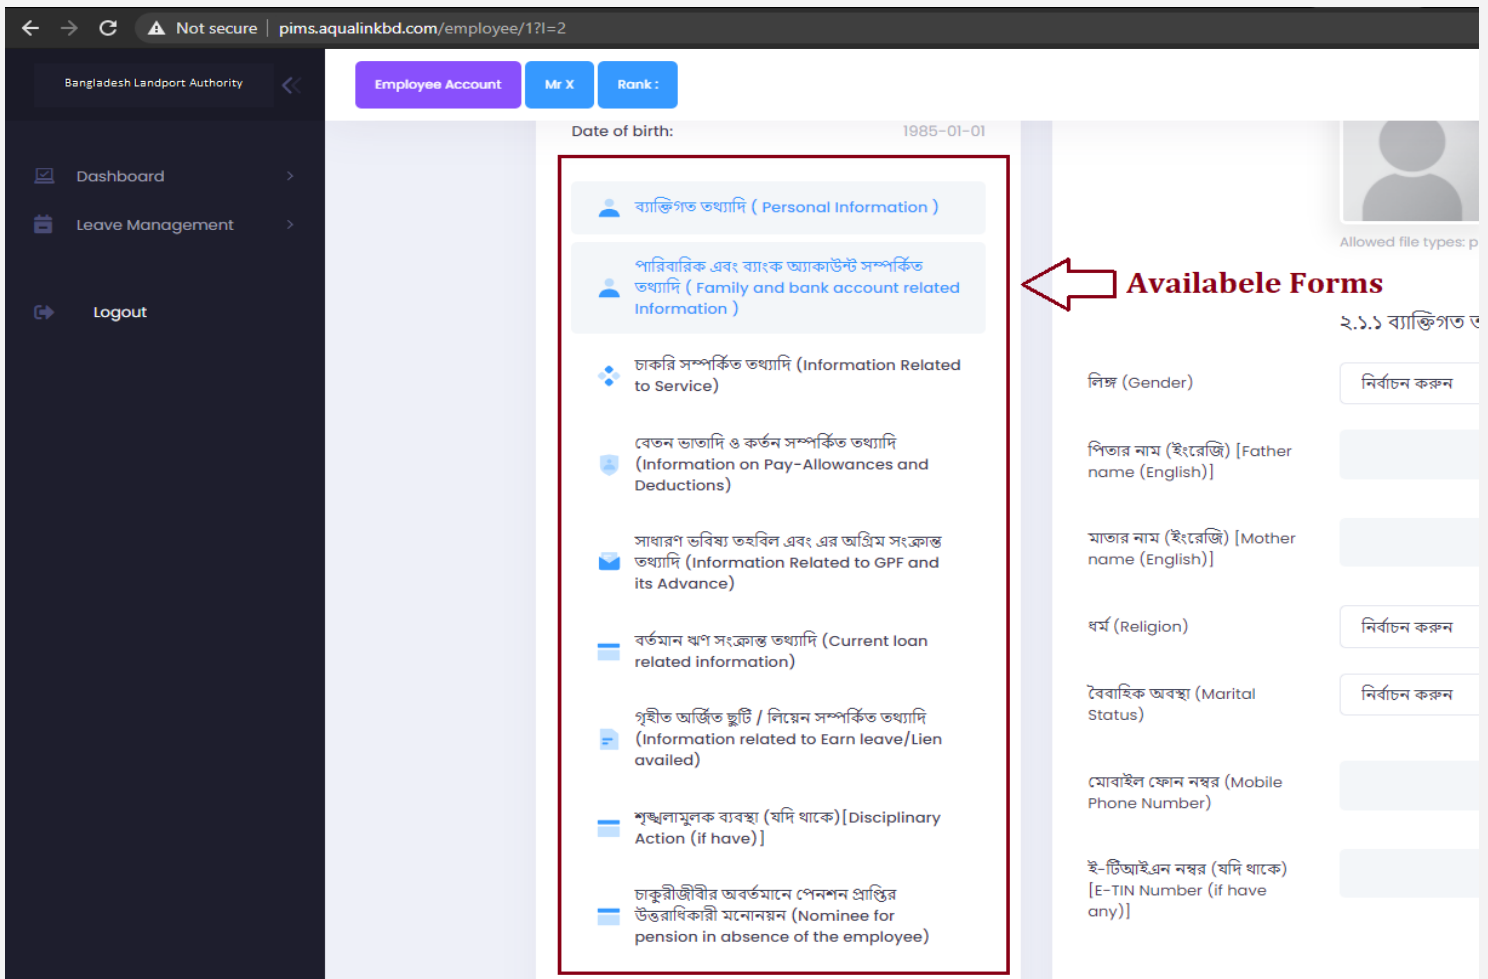 Not secure | pims.aqualinkbd.com/employee/1?l=2
Bangladesh Landport Authority
Employee Account
Mr X
Rank :
Dashboard
Leave Management
Logout
Date of birth:
1985-01-01
ব্যাক্তিগত তথ্যাদি ( Personal Information )
পারিবারিক এবং ব্যাংক অ্যাকাউন্ট সম্পর্কিত
তথ্যাদি ( Family and bank account related
Information )
চাকরি সম্পর্কিত তথ্যাদি (Information Related
to Service)
বেতন ভাতাদি ও কর্তন সম্পর্কিত তথ্যাদি
(Information on Pay-Allowances and
Deductions)
সাধারণ ভবিষ্য তহবিল এবং এর অগ্রিম সংক্রান্ত
তথ্যাদি (Information Related to GPF and
its Advance)
বর্তমান ঋণ সংক্রান্ত তথ্যাদি (Current loan
related information)
গৃহীত অর্জিত ছুটি / লিয়েন সম্পর্কিত তথ্যাদি
(Information related to Earn leave/Lien
availed)
শৃঙ্খলামুলক ব্যবস্থা (যদি থাকে)[Disciplinary
Action (if have)]
চাকুরীজীবীর অবর্তমানে পেনশন প্রাপ্তির
উত্তরাধিকারী মনোনয়ন (Nominee for
pension in absence of the employee)
Availabele Forms
Allowed file types: p
২.১.১ ব্যাক্তিগত ত
লিঙ্গ (Gender)
নির্বাচন করুন
পিতার নাম (ইংরেজি) [Father
name (English)]
মাতার নাম (ইংরেজি) [Mother
name (English)]
ধর্ম (Religion)
নির্বাচন করুন
বৈবাহিক অবস্থা (Marital
Status)
নির্বাচন করুন
মোবাইল ফোন নম্বর (Mobile
Phone Number)
ই-টিআইএন নম্বর (যদি থাকে)
[E-TIN Number (if have
any)]